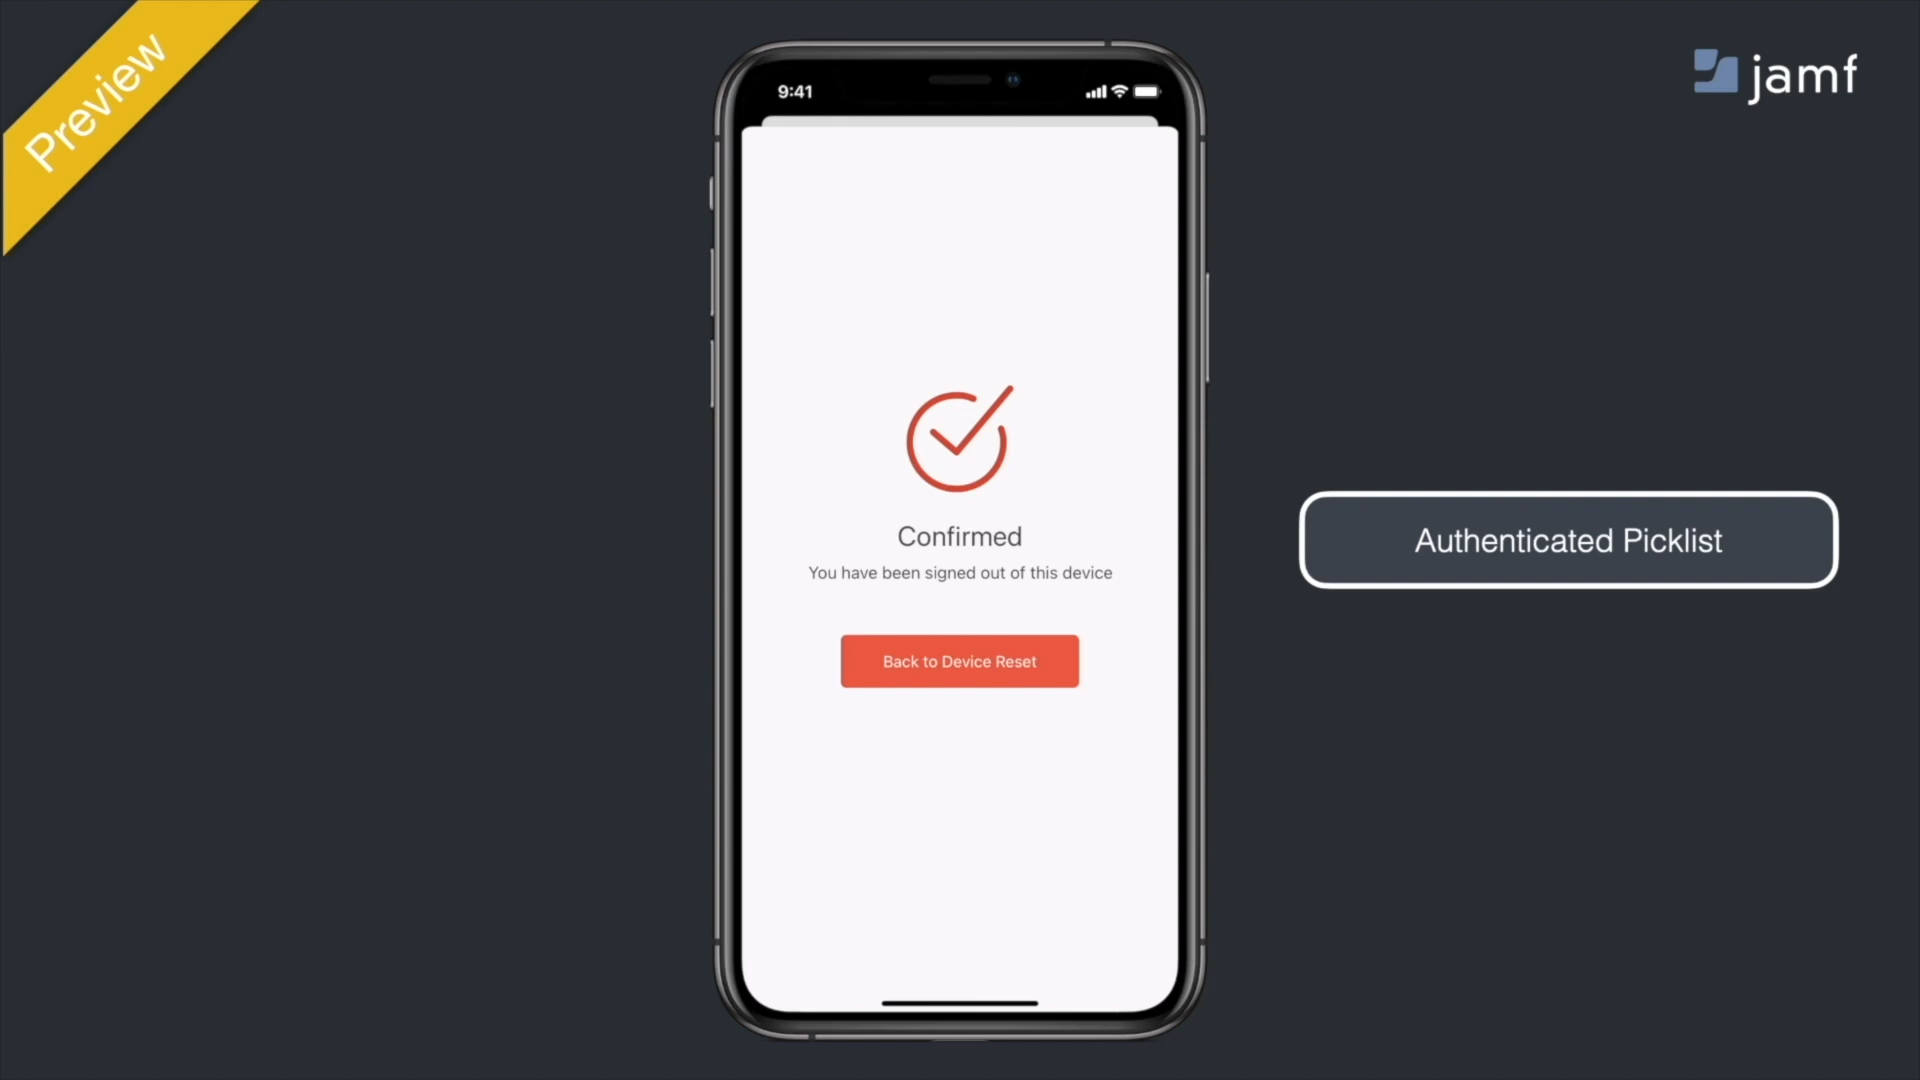 Preview
jamf
9:41
Confirmed
You have been signed out of this device
Back to Device Reset
Authenticated Picklist